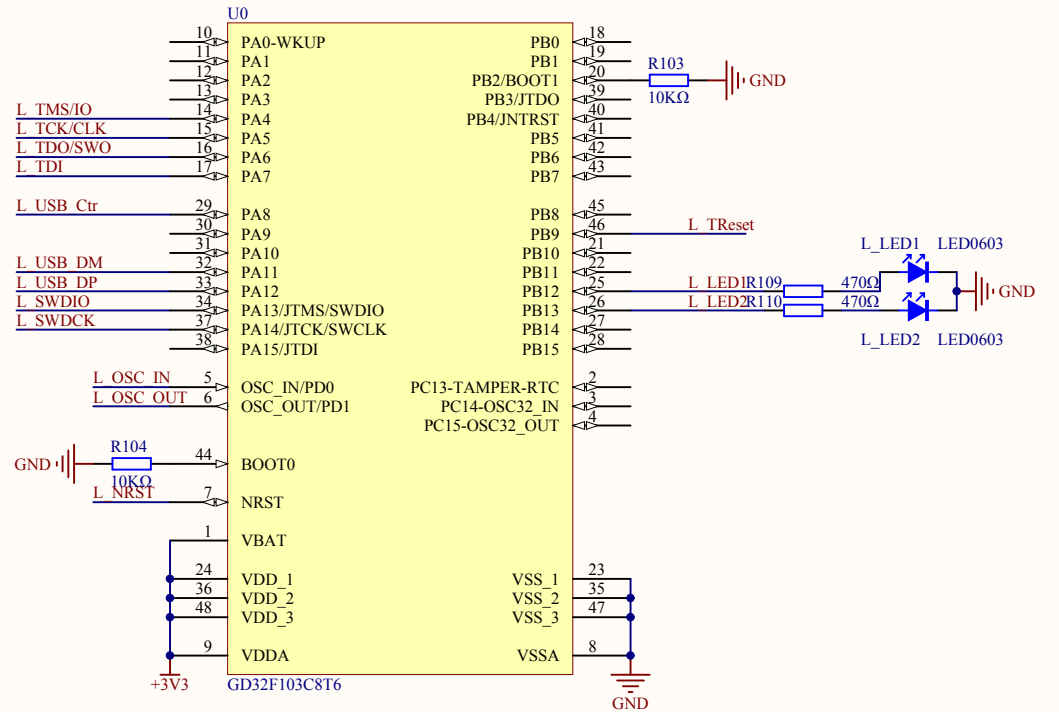 U0
10 PA0-WKUP PB0 18
11 PA1 PB1 19
12 PA2 PB2/BOOT1 20 R103 10KΩ GND
13 PA3 PB3/JTDO 39
L_TMS/IO 14 PA4 PB4/JNTRST 40
L_TCK/CLK 15 PA5 PB5 41
L_TDO/SWO 16 PA6 PB6 42
L_TDI 17 PA7 PB7 43
L_USB_Ctr 29 PA8 PB8 45
30 PA9 PB9 46 L_TReset
31 PA10 PB10 21
L_USB_DM 32 PA11 PB11 22
L_LED1 LED0603
L_USB_DP 33 PA12 PB12 25 L_LED1 R109 470Ω GND
L_SWDIO 34 PA13/JTMS/SWDIO PB13 26 L_LED2 R110 470Ω
L_SWDCK 37 PA14/JTCK/SWCLK PB14 27
L_LED2 LED0603
38 PA15/JTDI PB15 28
L_OSC_IN 5 OSC_IN/PD0 PC13-TAMPER-RTC 2
L_OSC_OUT 6 OSC_OUT/PD1 PC14-OSC32_IN 3
PC15-OSC32_OUT 4
R104
GND 44 BOOT0
10KΩ
L_NRST 7 NRST
1 VBAT
24 VDD_1 VSS_1 23
36 VDD_2 VSS_2 35
48 VDD_3 VSS_3 47
9 VDDA VSSA 8
+3V3 GD32F103C8T6 GND